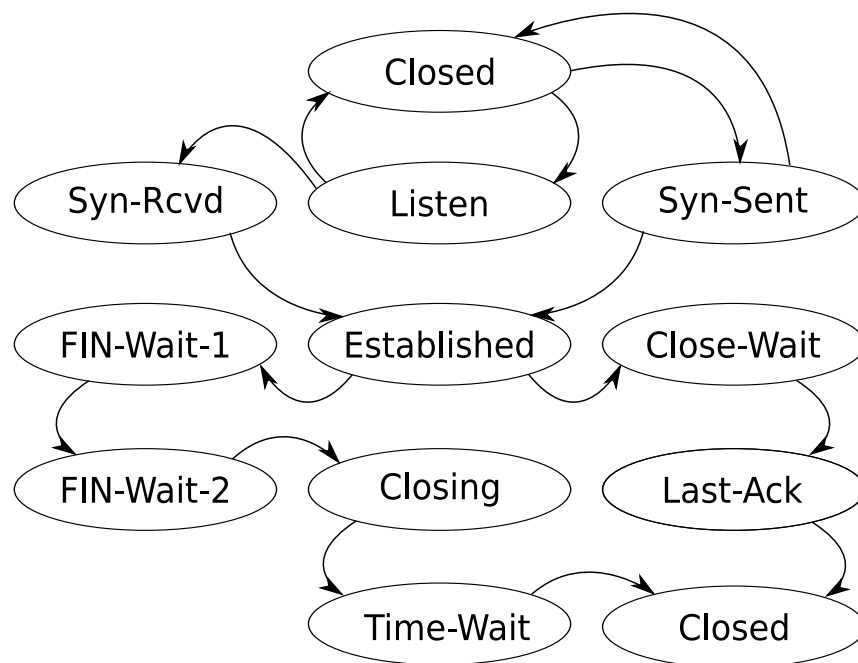 Closed
Syn-Rcvd
Listen
Syn-Sent
FIN-Wait-1
Established
Close-Wait
FIN-Wait-2
Closing
Last-Ack
Time-Wait
Closed